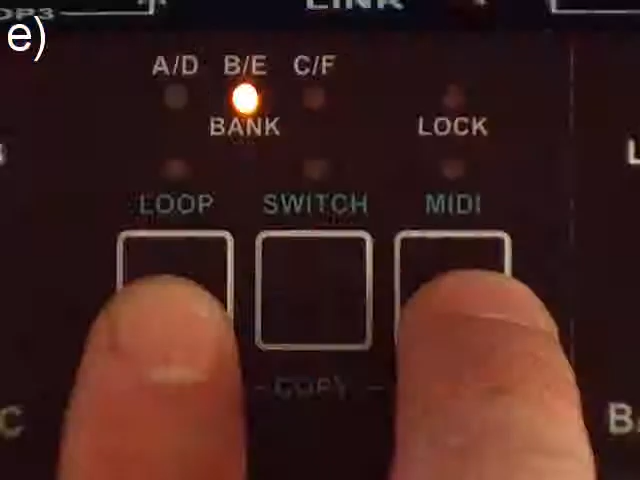 LINK
e)
A/D B/E C/F
BANK LOCK
LOOP SWITCH MIDI
COPY
C